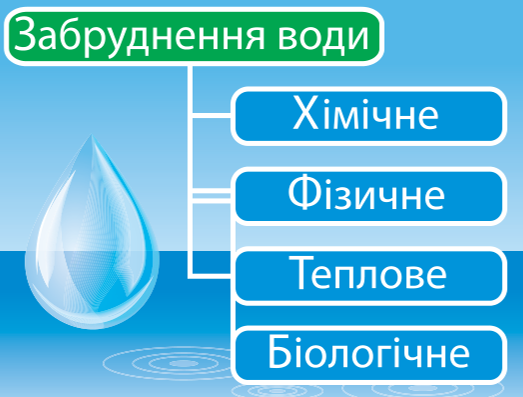 Забруднення води
Хімічне
Фізичне
Теплове
Біологічне